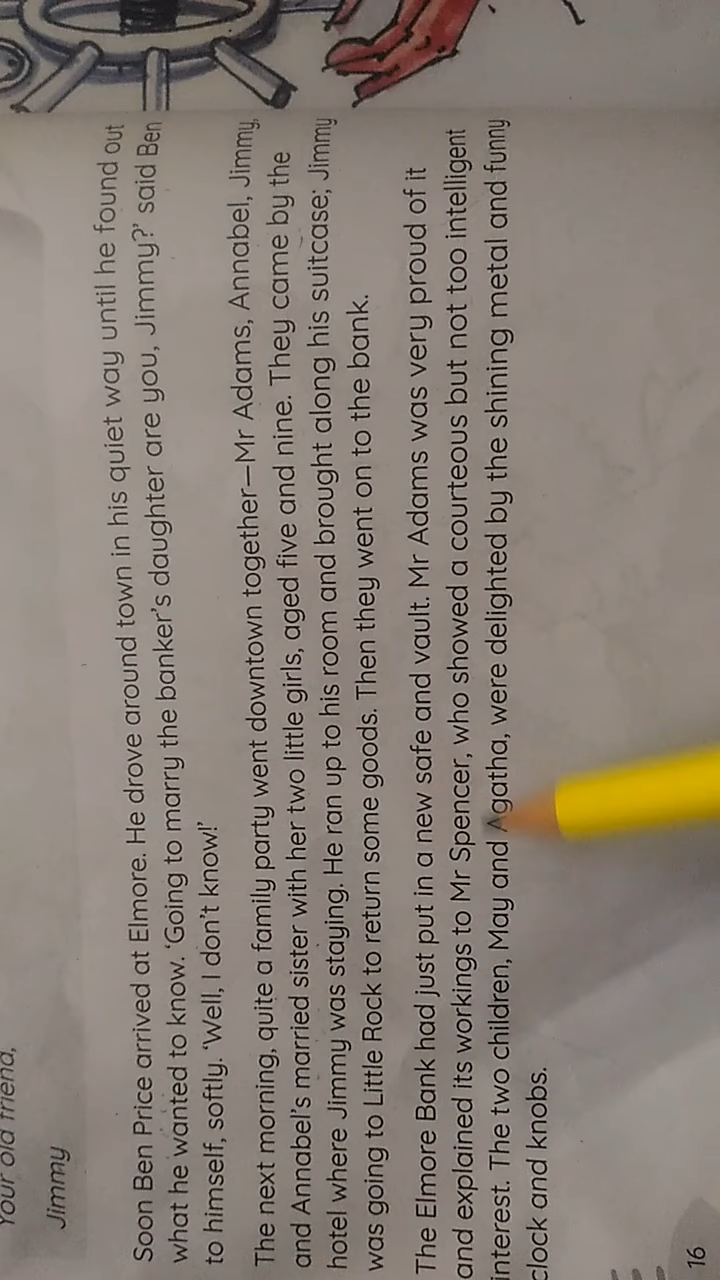 Your old friend,
Jimmy
Soon Ben Price arrived at Elmore. He drove around town in his quiet way until he found out
what he wanted to know. ‘Going to marry the banker’s daughter are you, Jimmy?’ said Ben
to himself, softly. ‘Well, I don’t know!’
The next morning, quite a family party went downtown together—Mr Adams, Annabel, Jimmy,
and Annabel’s married sister with her two little girls, aged five and nine. They came by the
hotel where Jimmy was staying. He ran up to his room and brought along his suitcase; Jimmy
was going to Little Rock to return some goods. Then they went on to the bank.
The Elmore Bank had just put in a new safe and vault. Mr Adams was very proud of it
and explained its workings to Mr Spencer, who showed a courteous but not too intelligent
interest. The two children, May and Agatha, were delighted by the shining metal and funny
clock and knobs.
16